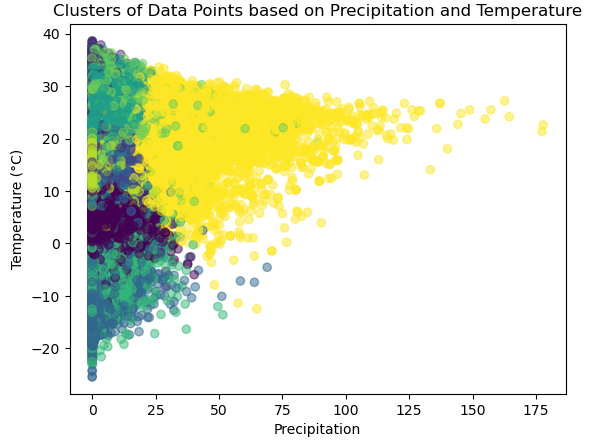 Clusters of Data Points based on Precipitation and Temperature
Temperature (°C)
40
30
20
10
0
−10
−20
0 25 50 75 100 125 150 175
Precipitation